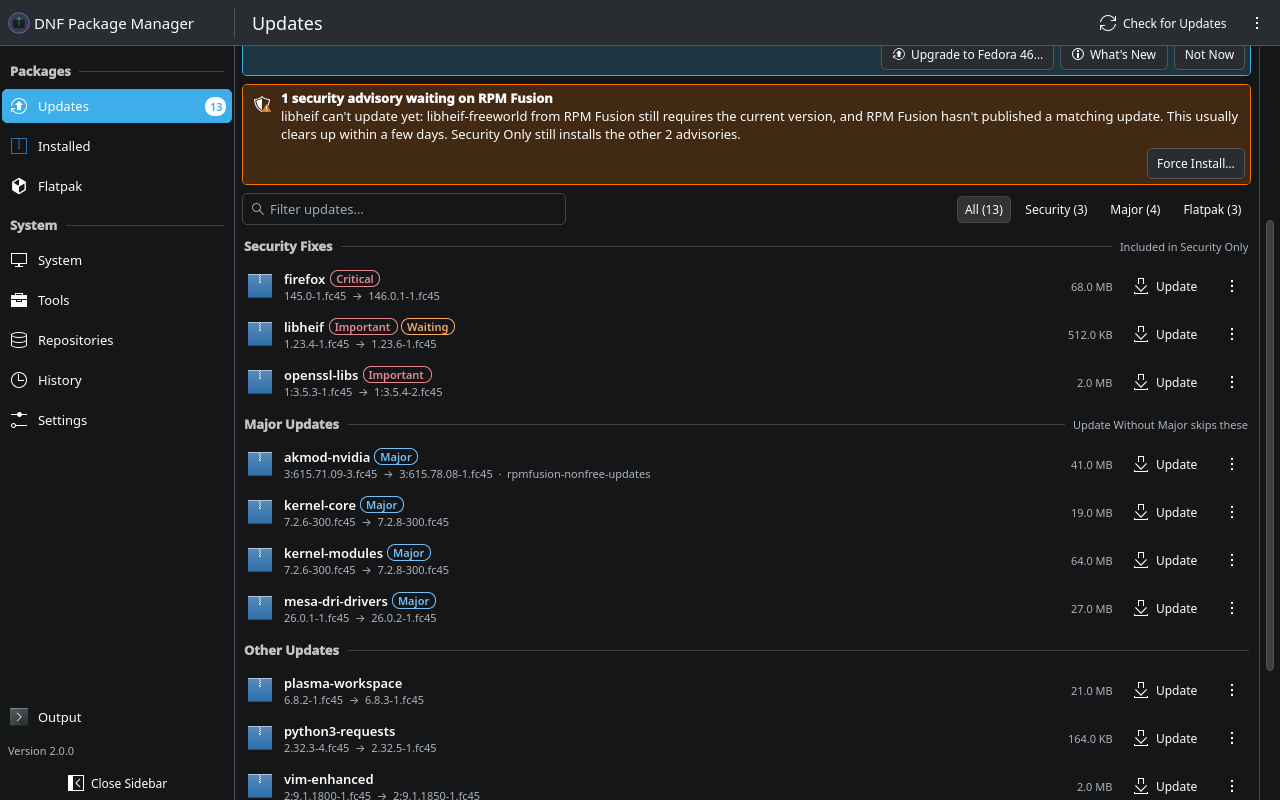 DNF Package Manager
Updates
Check for Updates
Packages
Updates
13
Installed
Flatpak
System
System
Tools
Repositories
History
Settings
Output
Version 2.0.0
Close Sidebar
Upgrade to Fedora 46...
What's New
Not Now
1 security advisory waiting on RPM Fusion
libheif can't update yet: libheif-freeworld from RPM Fusion still requires the current version, and RPM Fusion hasn't published a matching update. This usually
clears up within a few days. Security Only still installs the other 2 advisories.
Force Install...
Filter updates...
All (13)
Security (3)
Major (4)
Flatpak (3)
Security Fixes
Included in Security Only
firefox Critical
145.0-1.fc45 → 146.0.1-1.fc45
68.0 MB
Update
libheif Important Waiting
1.23.4-1.fc45 → 1.23.6-1.fc45
512.0 KB
Update
openssl-libs Important
1:3.5.3-1.fc45 → 1:3.5.4-2.fc45
2.0 MB
Update
Major Updates
Update Without Major skips these
akmod-nvidia Major
3:615.71.09-3.fc45 → 3:615.78.08-1.fc45 · rpmfusion-nonfree-updates
41.0 MB
Update
kernel-core Major
7.2.6-300.fc45 → 7.2.8-300.fc45
19.0 MB
Update
kernel-modules Major
7.2.6-300.fc45 → 7.2.8-300.fc45
64.0 MB
Update
mesa-dri-drivers Major
26.0.1-1.fc45 → 26.0.2-1.fc45
27.0 MB
Update
Other Updates
plasma-workspace
6.8.2-1.fc45 → 6.8.3-1.fc45
21.0 MB
Update
python3-requests
2.32.3-4.fc45 → 2.32.5-1.fc45
164.0 KB
Update
vim-enhanced
2:9.1.1800-1.fc45 → 2:9.1.1850-1.fc45
2.0 MB
Update